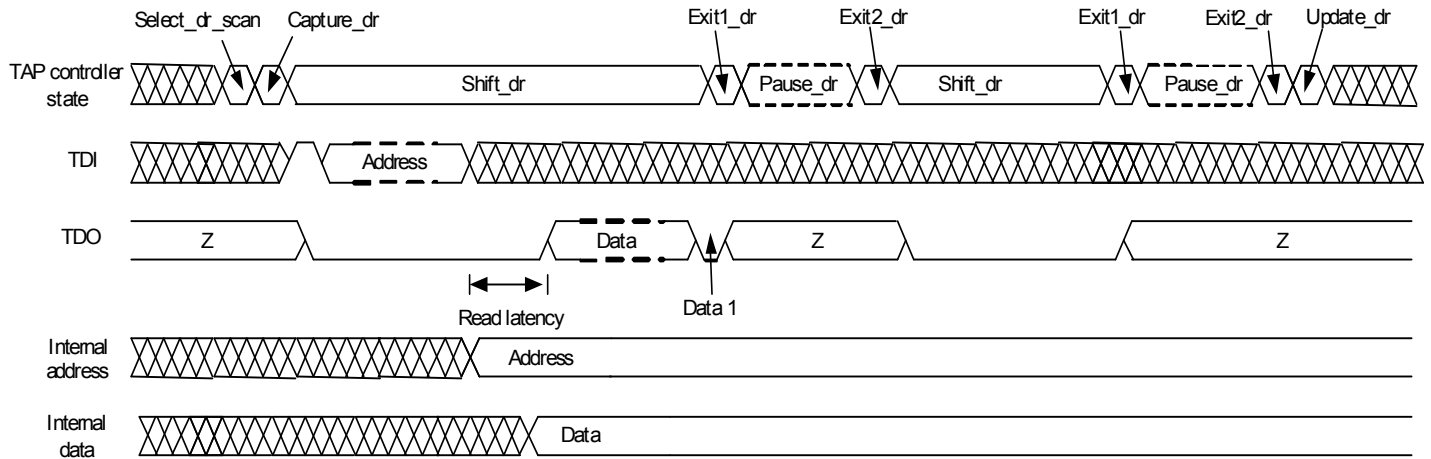 Select_dr_scan Capture_dr Exit1_dr Exit2_dr Exit1_dr Exit2_dr Update_dr
TAP controller
state
Shift_dr Pause_dr Shift_dr Pause_dr
TDI
Address
TDO
Z Data Z Z
Read latency
Data 1
Internal
address
Address
Internal
data
Data